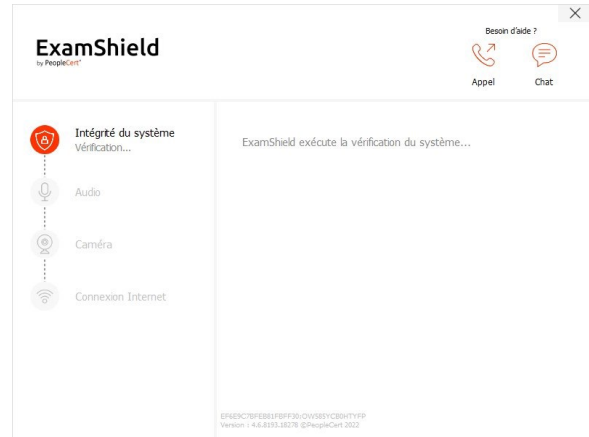 Besoin d'aide ?
ExamShield
by PeopleCert
Appel
Chat
Intégrité du système
Vérification...
ExamShield exécute la vérification du système...
Audio
Caméra
Connexion Internet
Version : 4.6.8193.18278 @PeopleCert 2022